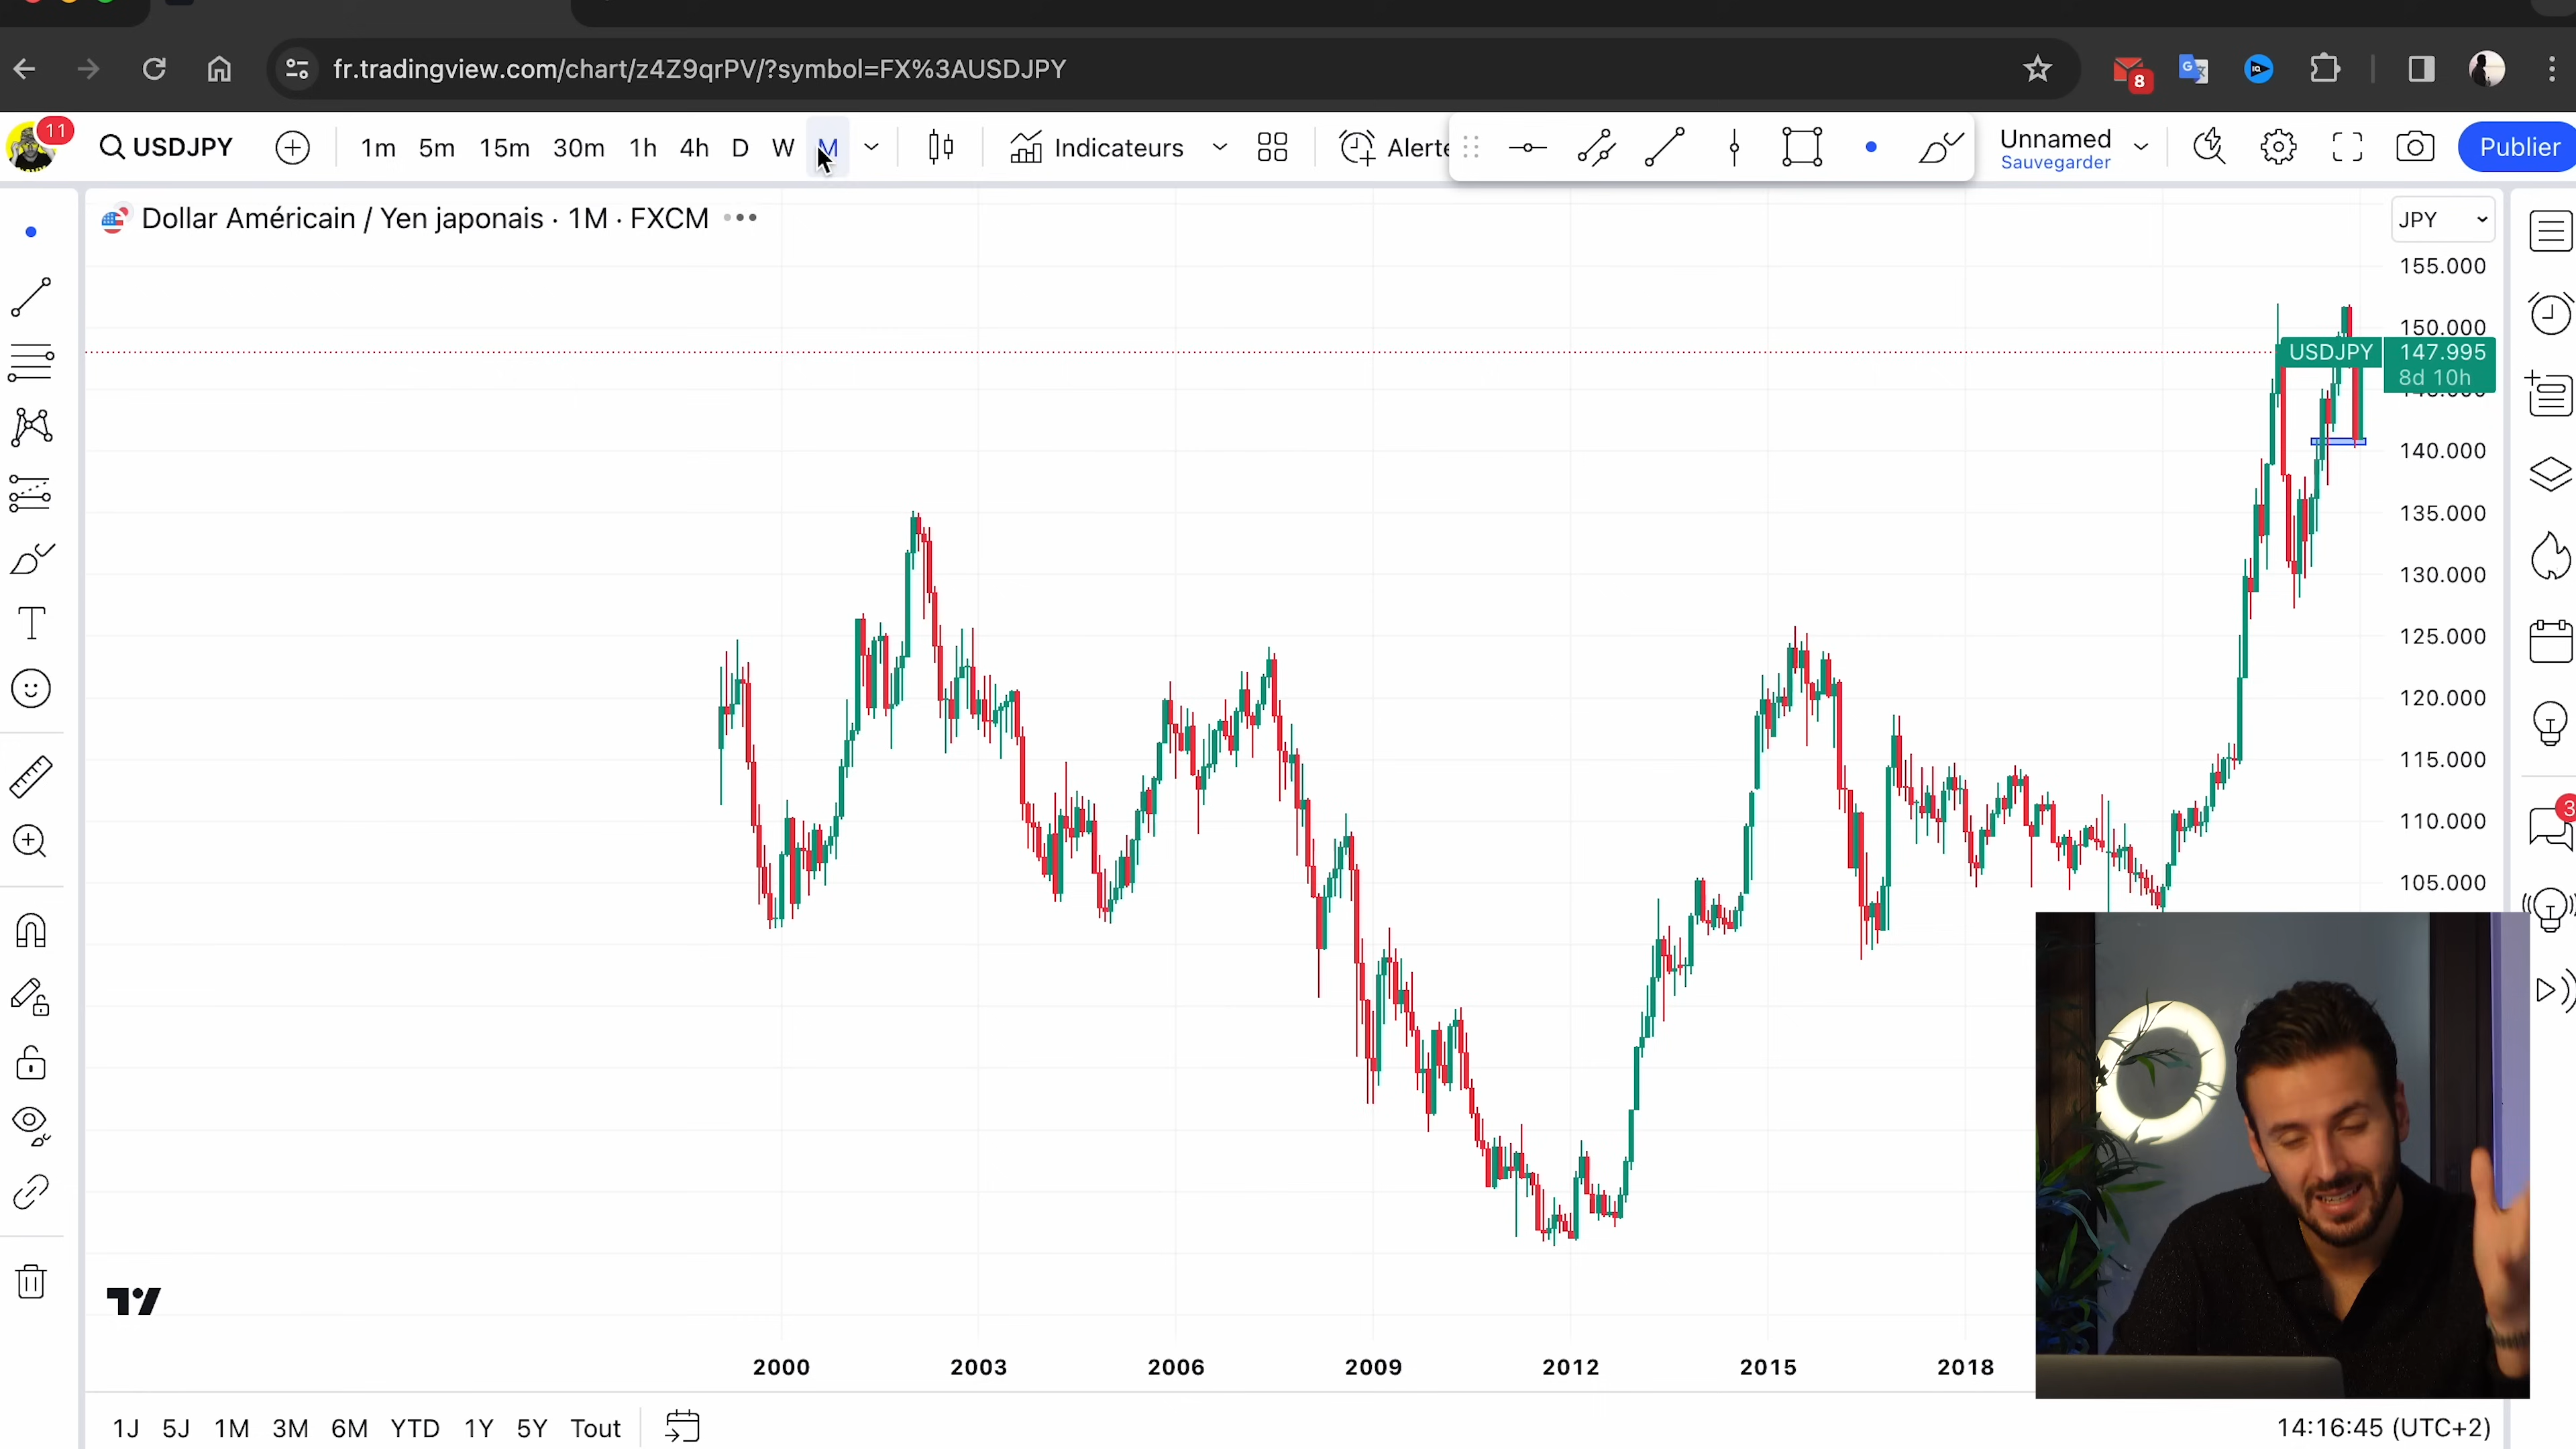 fr.tradingview.com/chart/z4Z9qrPV/?symbol=FX%3AUSDJPY
8
11
USDJPY
1m 5m 15m 30m 1h 4h D W M
Indicateurs
Alerte
Unnamed
Sauvegarder
Publier
Dollar Américain / Yen japonais · 1M · FXCM
JPY
155.000
150.000
USDJPY 147.995
8d 10h
140.000
135.000
130.000
125.000
120.000
115.000
110.000
3
105.000
2000 2003 2006 2009 2012 2015 2018
1J 5J 1M 3M 6M YTD 1Y 5Y Tout
14:16:45 (UTC+2)